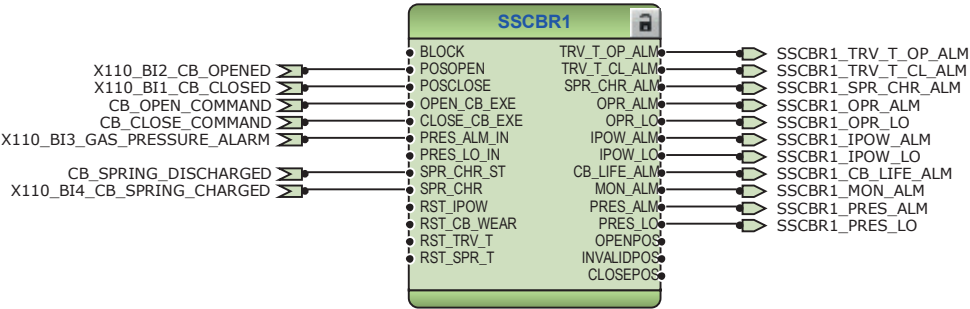 SSCBR1
BLOCK TRV_T_OP_ALM SSCBR1_TRV_T_OP_ALM
X110_BI2_CB_OPENED POSOPEN TRV_T_CL_ALM SSCBR1_TRV_T_CL_ALM
X110_BI1_CB_CLOSED POSCLOSE SPR_CHR_ALM SSCBR1_SPR_CHR_ALM
CB_OPEN_COMMAND OPEN_CB_EXE OPR_ALM SSCBR1_OPR_ALM
CB_CLOSE_COMMAND CLOSE_CB_EXE OPR_LO SSCBR1_OPR_LO
X110_BI3_GAS_PRESSURE_ALARM PRES_ALM_IN IPOW_ALM SSCBR1_IPOW_ALM
PRES_LO_IN IPOW_LO SSCBR1_IPOW_LO
CB_SPRING_DISCHARGED SPR_CHR_ST CB_LIFE_ALM SSCBR1_CB_LIFE_ALM
X110_BI4_CB_SPRING_CHARGED SPR_CHR MON_ALM SSCBR1_MON_ALM
RST_IPOW PRES_ALM SSCBR1_PRES_ALM
RST_CB_WEAR PRES_LO SSCBR1_PRES_LO
RST_TRV_T OPENPOS
RST_SPR_T INVALIDPOS
CLOSEPOS